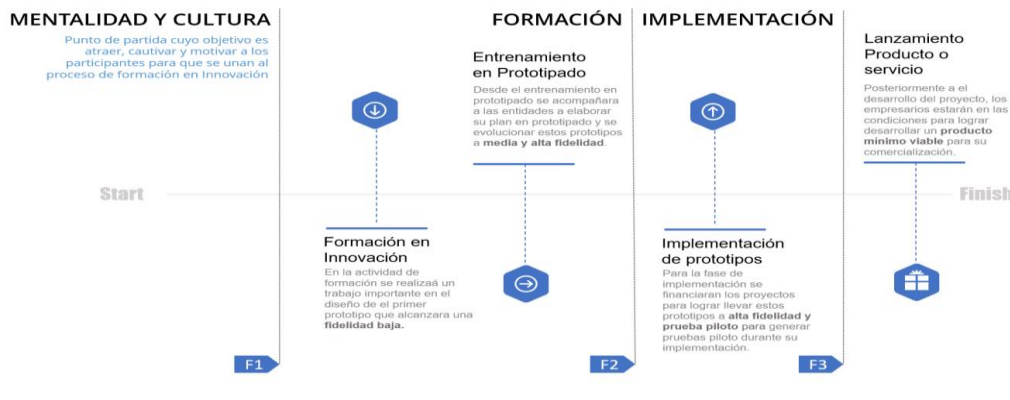 MENTALIDAD Y CULTURA
Punto de partida cuyo objetivo es
atraer, cautivar y motivar a los
participantes para que se unan al
proceso de formación en Innovación
FORMACIÓN
IMPLEMENTACIÓN
Entrenamiento
en Prototipado
Desde el entrenamiento en
prototipado se acompañara
a las entidades a elaborar
su plan en prototipado y se
evolucionar estos prototipos
a media y alta fidelidad.
Lanzamiento
Producto o
servicio
Posteriormente a el
desarrollo del proyecto, los
empresarios estarán en las
condiciones para lograr
desarrollar un producto
mínimo viable para su
comercialización.
Start
Finish
Formación en
Innovación
En la actividad de
formación se realizaá un
trabajo importante en el
diseño de el primer
prototipo que alcanzara una
fidelidad baja.
Implementación
de prototipos
Para la fase de
implementación se
financiaran los proyectos
para lograr llevar estos
prototipos a alta fidelidad y
prueba piloto para generar
pruebas piloto durante su
implementación.
F1
F2
F3